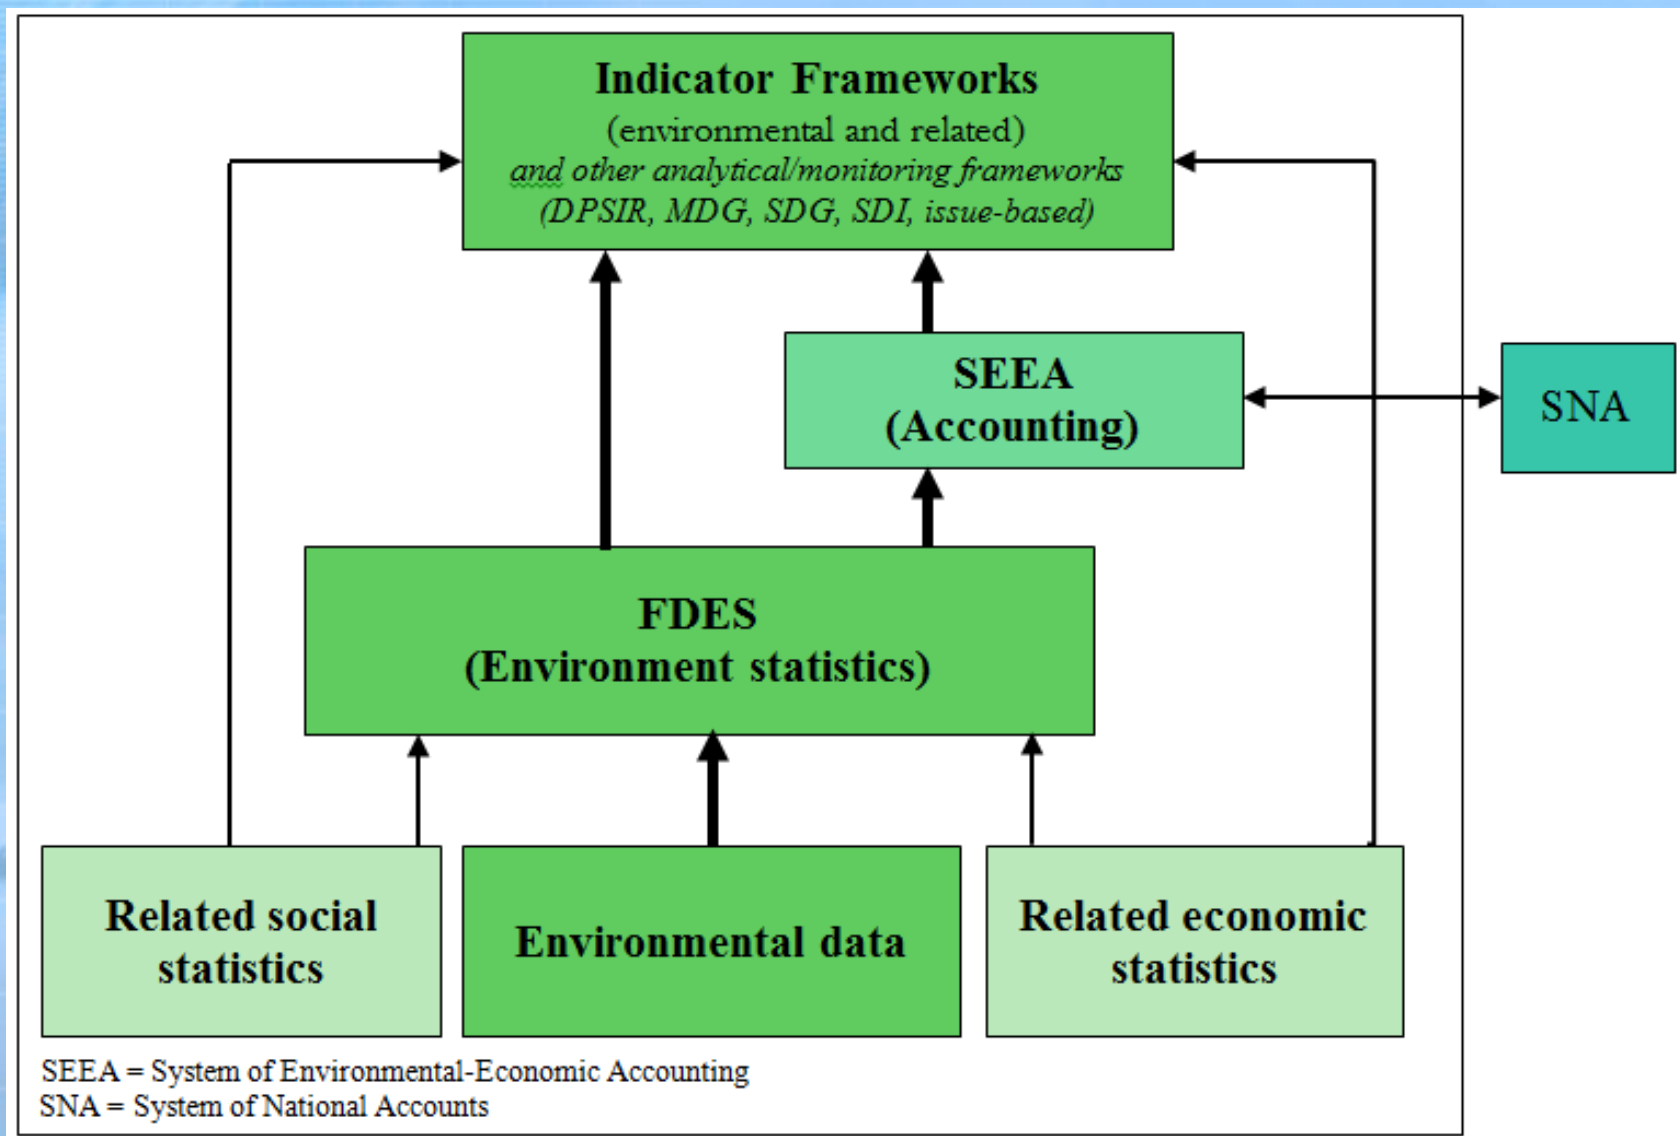 Indicator Frameworks
(environmental and related)
and other analytical/monitoring frameworks
(DPSIR, MDG, SDG, SDI, issue-based)
SEEA
(Accounting)
SNA
FDES
(Environment statistics)
Related social
statistics
Environmental data
Related economic
statistics
SEEA = System of Environmental-Economic Accounting
SNA = System of National Accounts